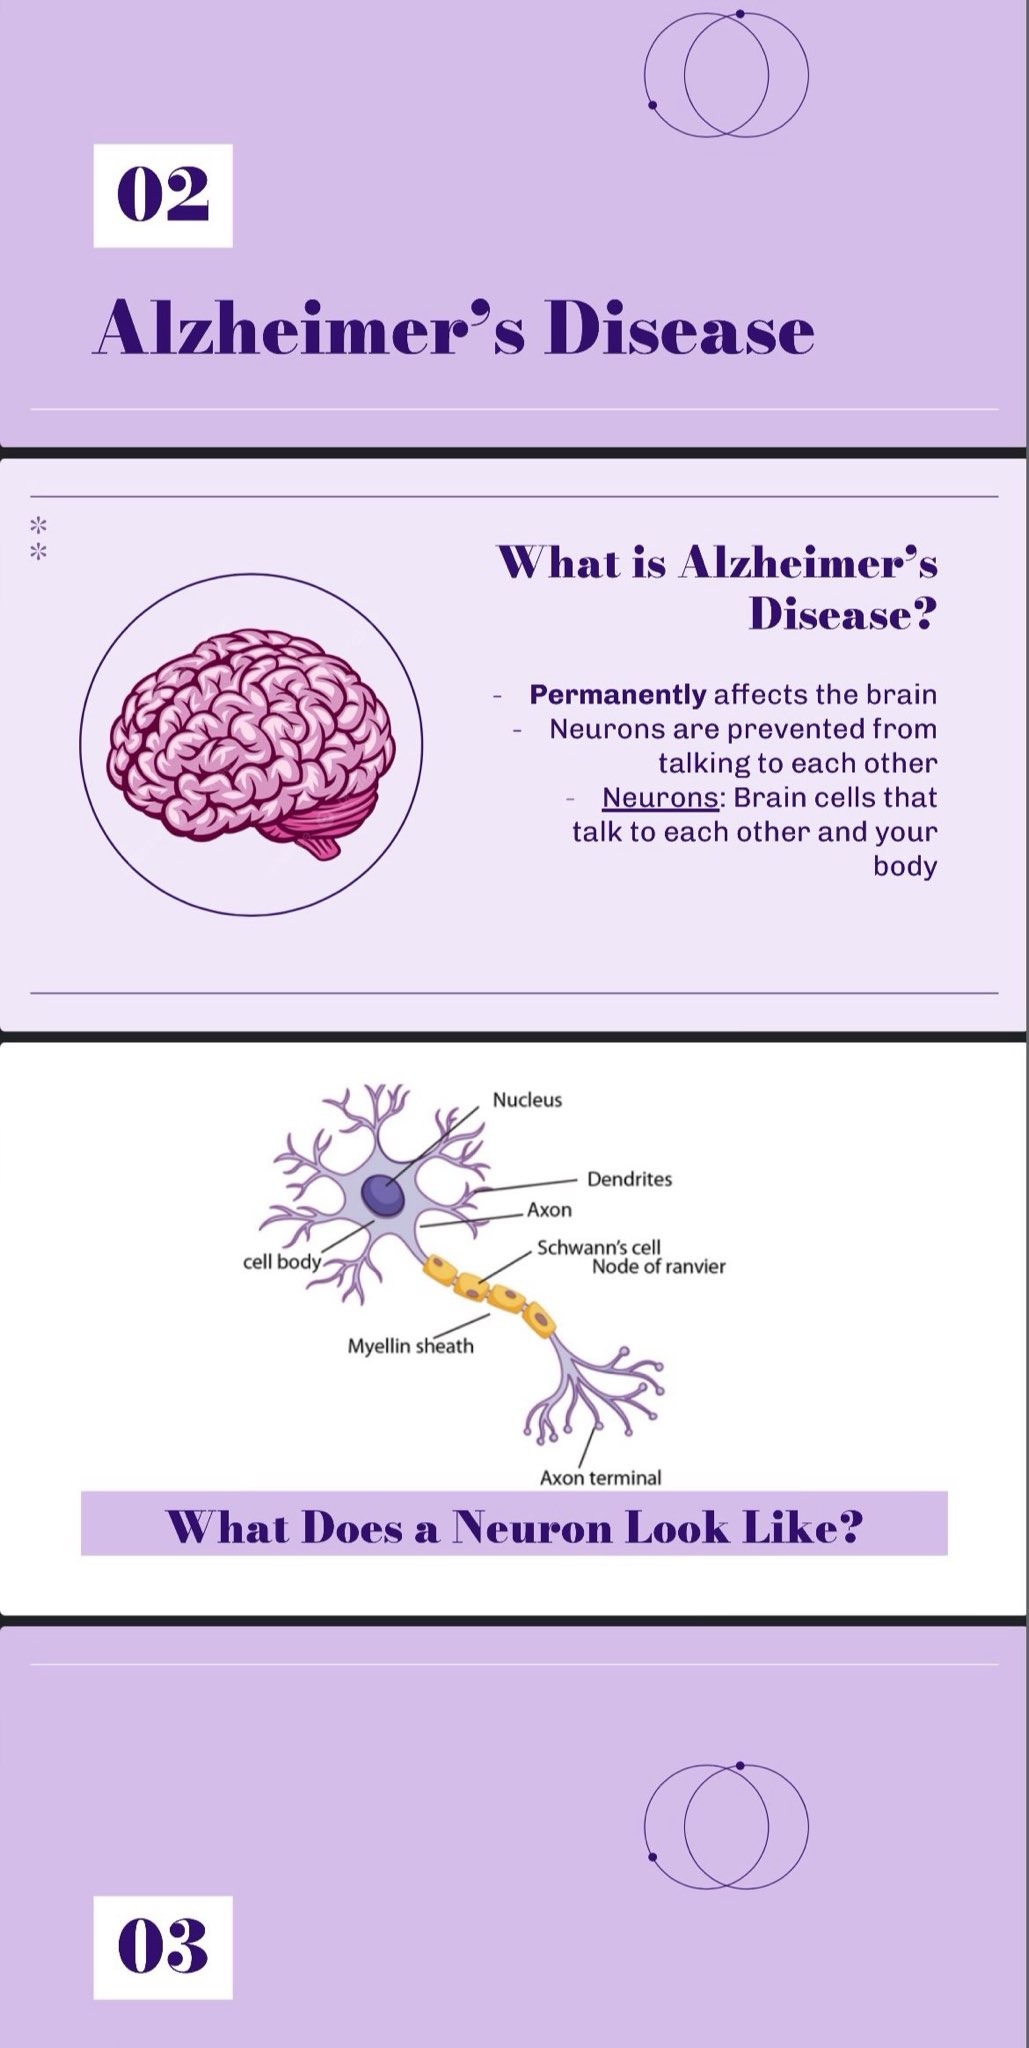 02
Alzheimer’s Disease
*
*
What is Alzheimer’s
Disease?
- Permanently affects the brain
- Neurons are prevented from
talking to each other
- Neurons: Brain cells that
talk to each other and your
body
Nucleus
Dendrites
Axon
Schwann’s cell
Node of ranvier
cell body
Myellin sheath
Axon terminal
What Does a Neuron Look Like?
03